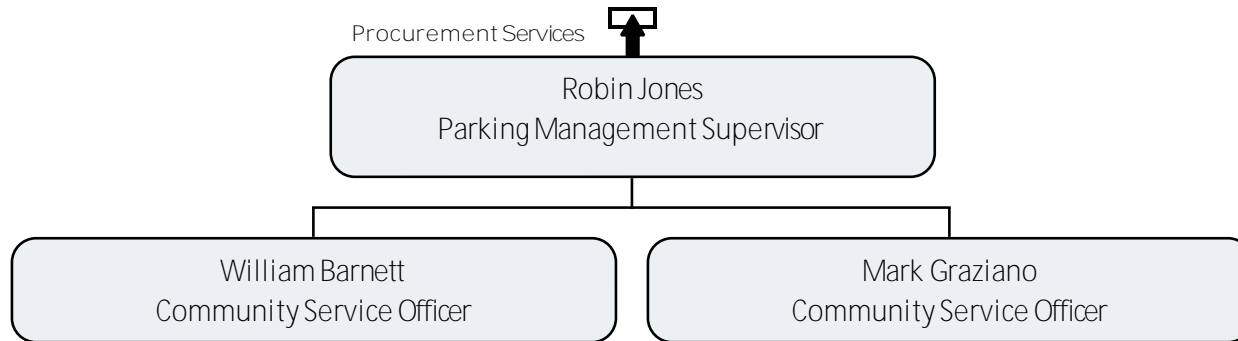 Procurement Services
Robin Jones
Parking Management Supervisor
William Barnett
Community Service Officer
Mark Graziano
Community Service Officer